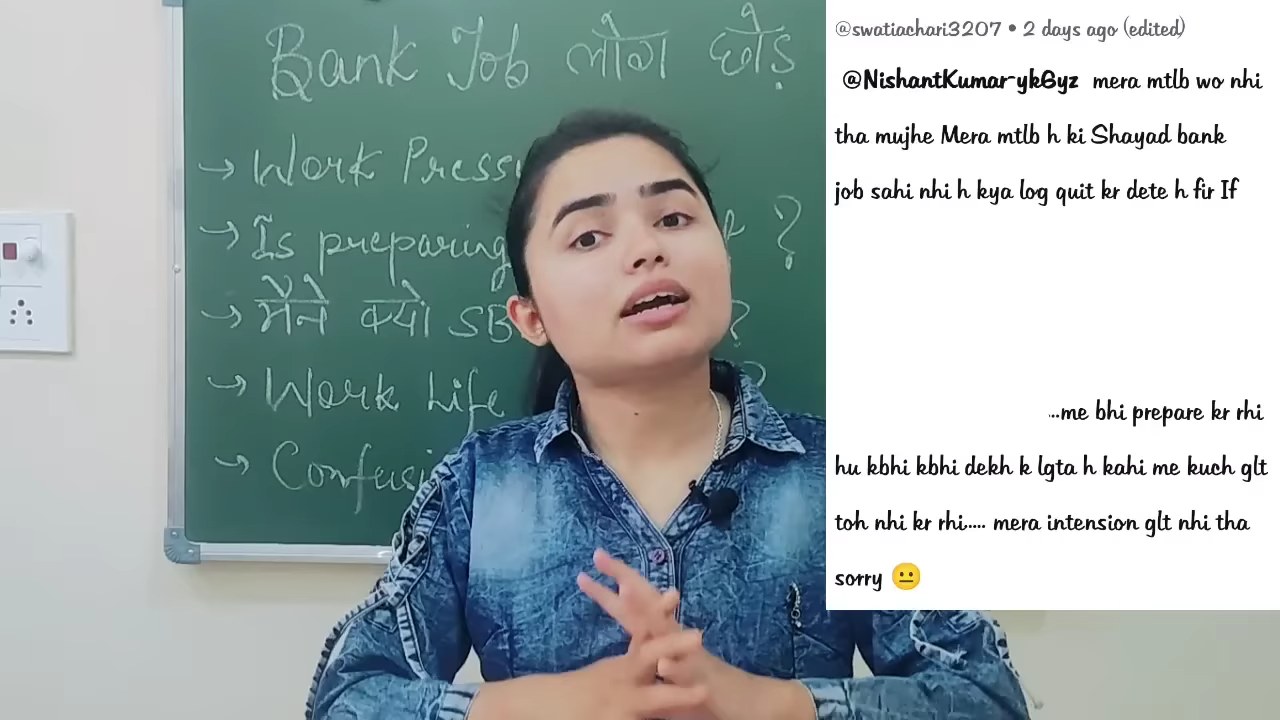 Bank Job लोग छोड़
→ Work
→ Is preparing ?
→ मैंने क्यों SB ?
→ Work Life ?
→
@swatiachari3207 • 2 days ago (edited)
@NishantKumar-yk6yz mera mtlb wo nhi
tha mujhe Mera mtlb h ki Shayad bank
job sahi nhi h kya log quit kr dete h fir If
...me bhi prepare kr rhi
hu kbhi kbhi dekh k lgta h kahi me kuch glt
toh nhi kr rhi..... mera intension glt nhi tha
sorry 😐